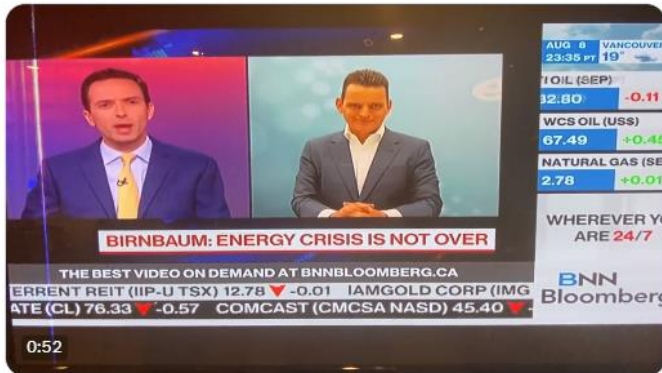 AUG 8 VANCOUVER
23:35 PT 19°
TI OIL (SEP)
32.80 -0.11
WCS OIL (US$)
67.49 +0.45
NATURAL GAS (SE
2.78 +0.01
WHEREVER YO
ARE 24/7
BNN
Bloomberg
BIRNBAUM: ENERGY CRISIS IS NOT OVER
THE BEST VIDEO ON DEMAND AT BNNBLOOMBERG.CA
ERRENT REIT (IIP-U TSX) 12.78 ▼ -0.01 IAMGOLD CORP (IMG
ATE (CL) 76.33 ▼ -0.57 COMCAST (CMCSA NASD) 45.40 ▼ -
0:52